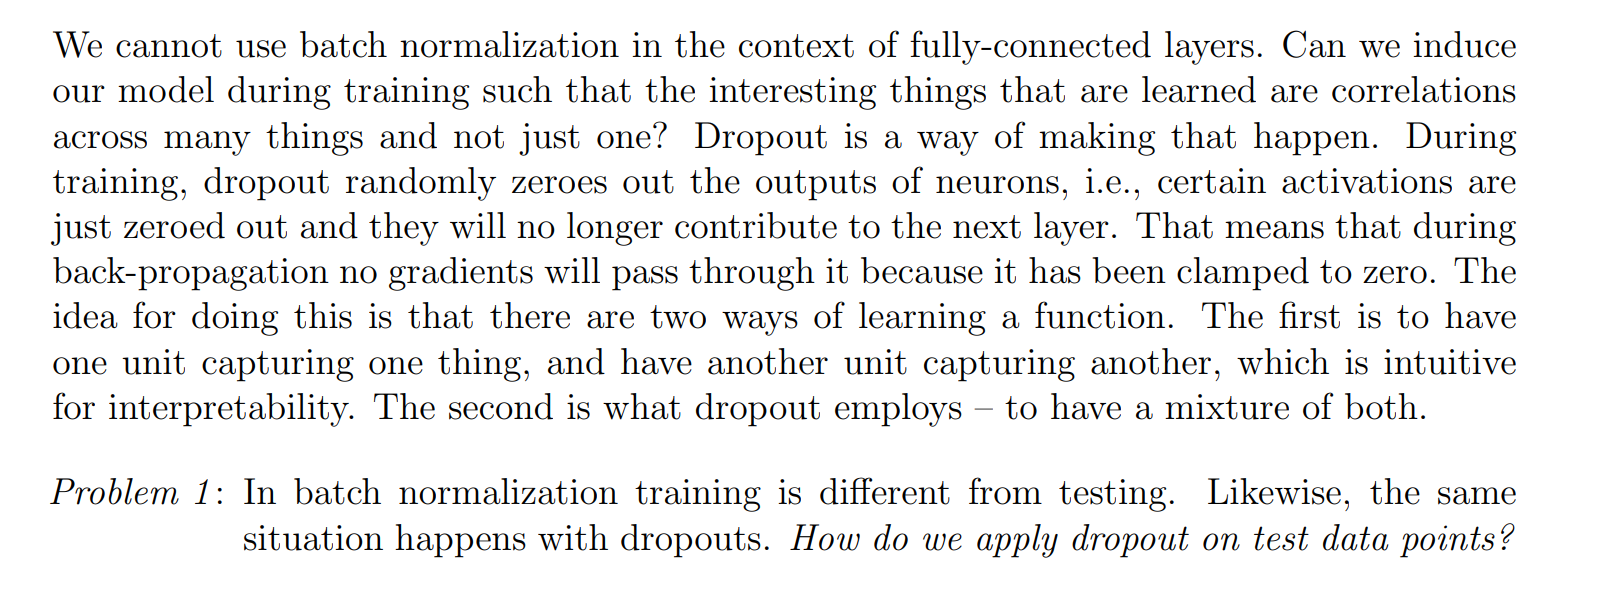 We cannot use batch normalization in the context of fully-connected layers. Can we induce
our model during training such that the interesting things that are learned are correlations
across many things and not just one? Dropout is a way of making that happen. During
training, dropout randomly zeroes out the outputs of neurons, i.e., certain activations are
just zeroed out and they will no longer contribute to the next layer. That means that during
back-propagation no gradients will pass through it because it has been clamped to zero. The
idea for doing this is that there are two ways of learning a function. The first is to have
one unit capturing one thing, and have another unit capturing another, which is intuitive
for interpretability. The second is what dropout employs – to have a mixture of both.
Problem 1: In batch normalization training is different from testing. Likewise, the same
situation happens with dropouts. How do we apply dropout on test data points?